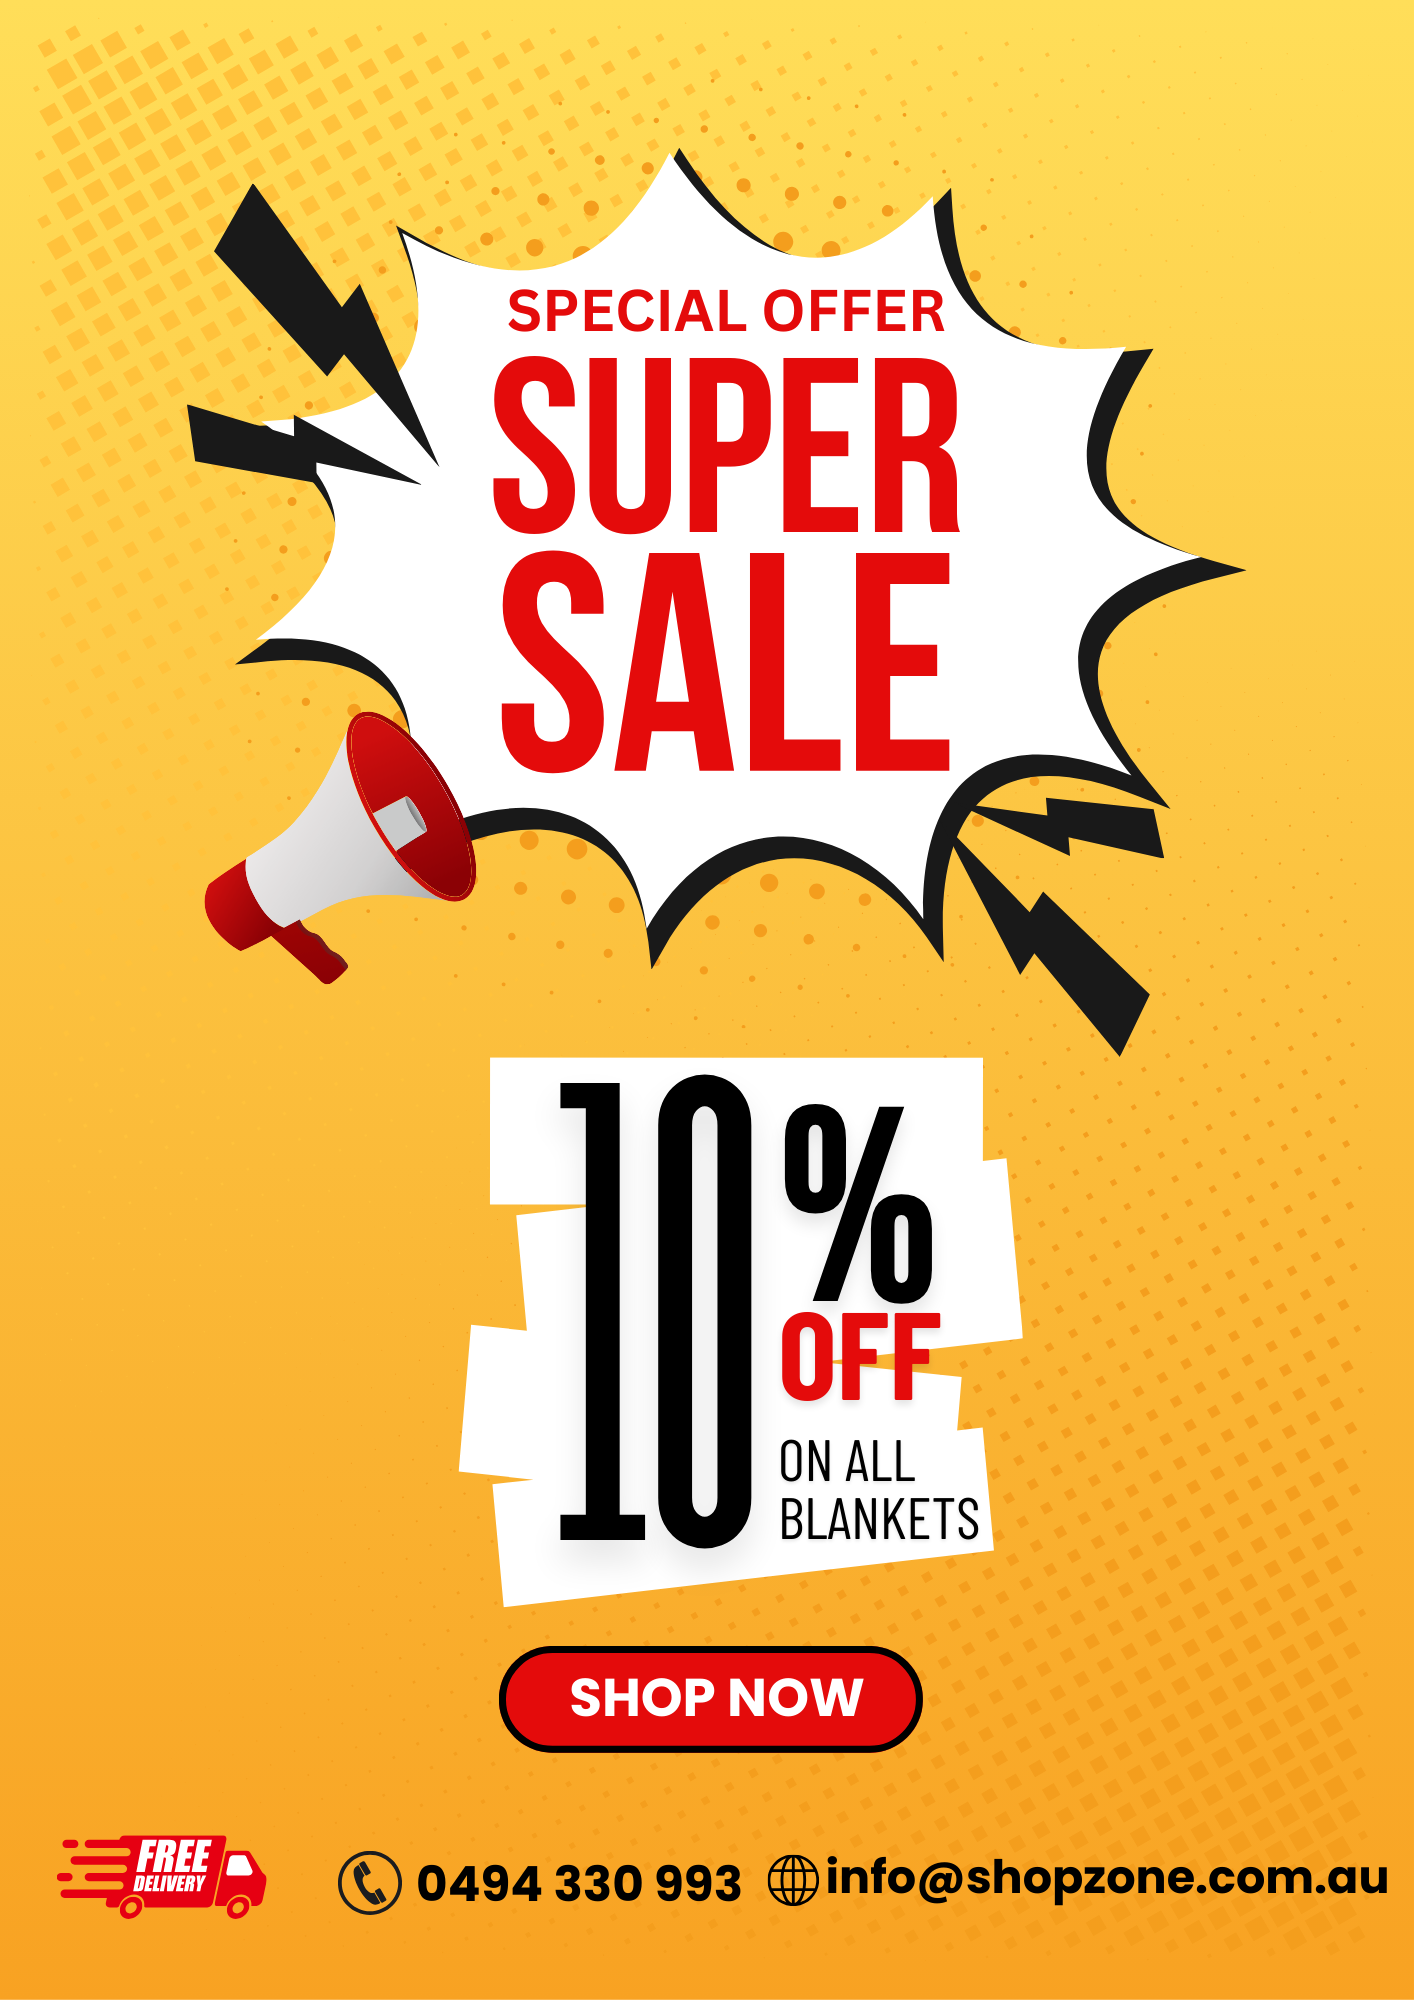 SPECIAL OFFER
SUPER
SALE
10%
OFF
ON ALL
BLANKETS
SHOP NOW
FREE
DELIVERY
0494 330 993
info@shopzone.com.au